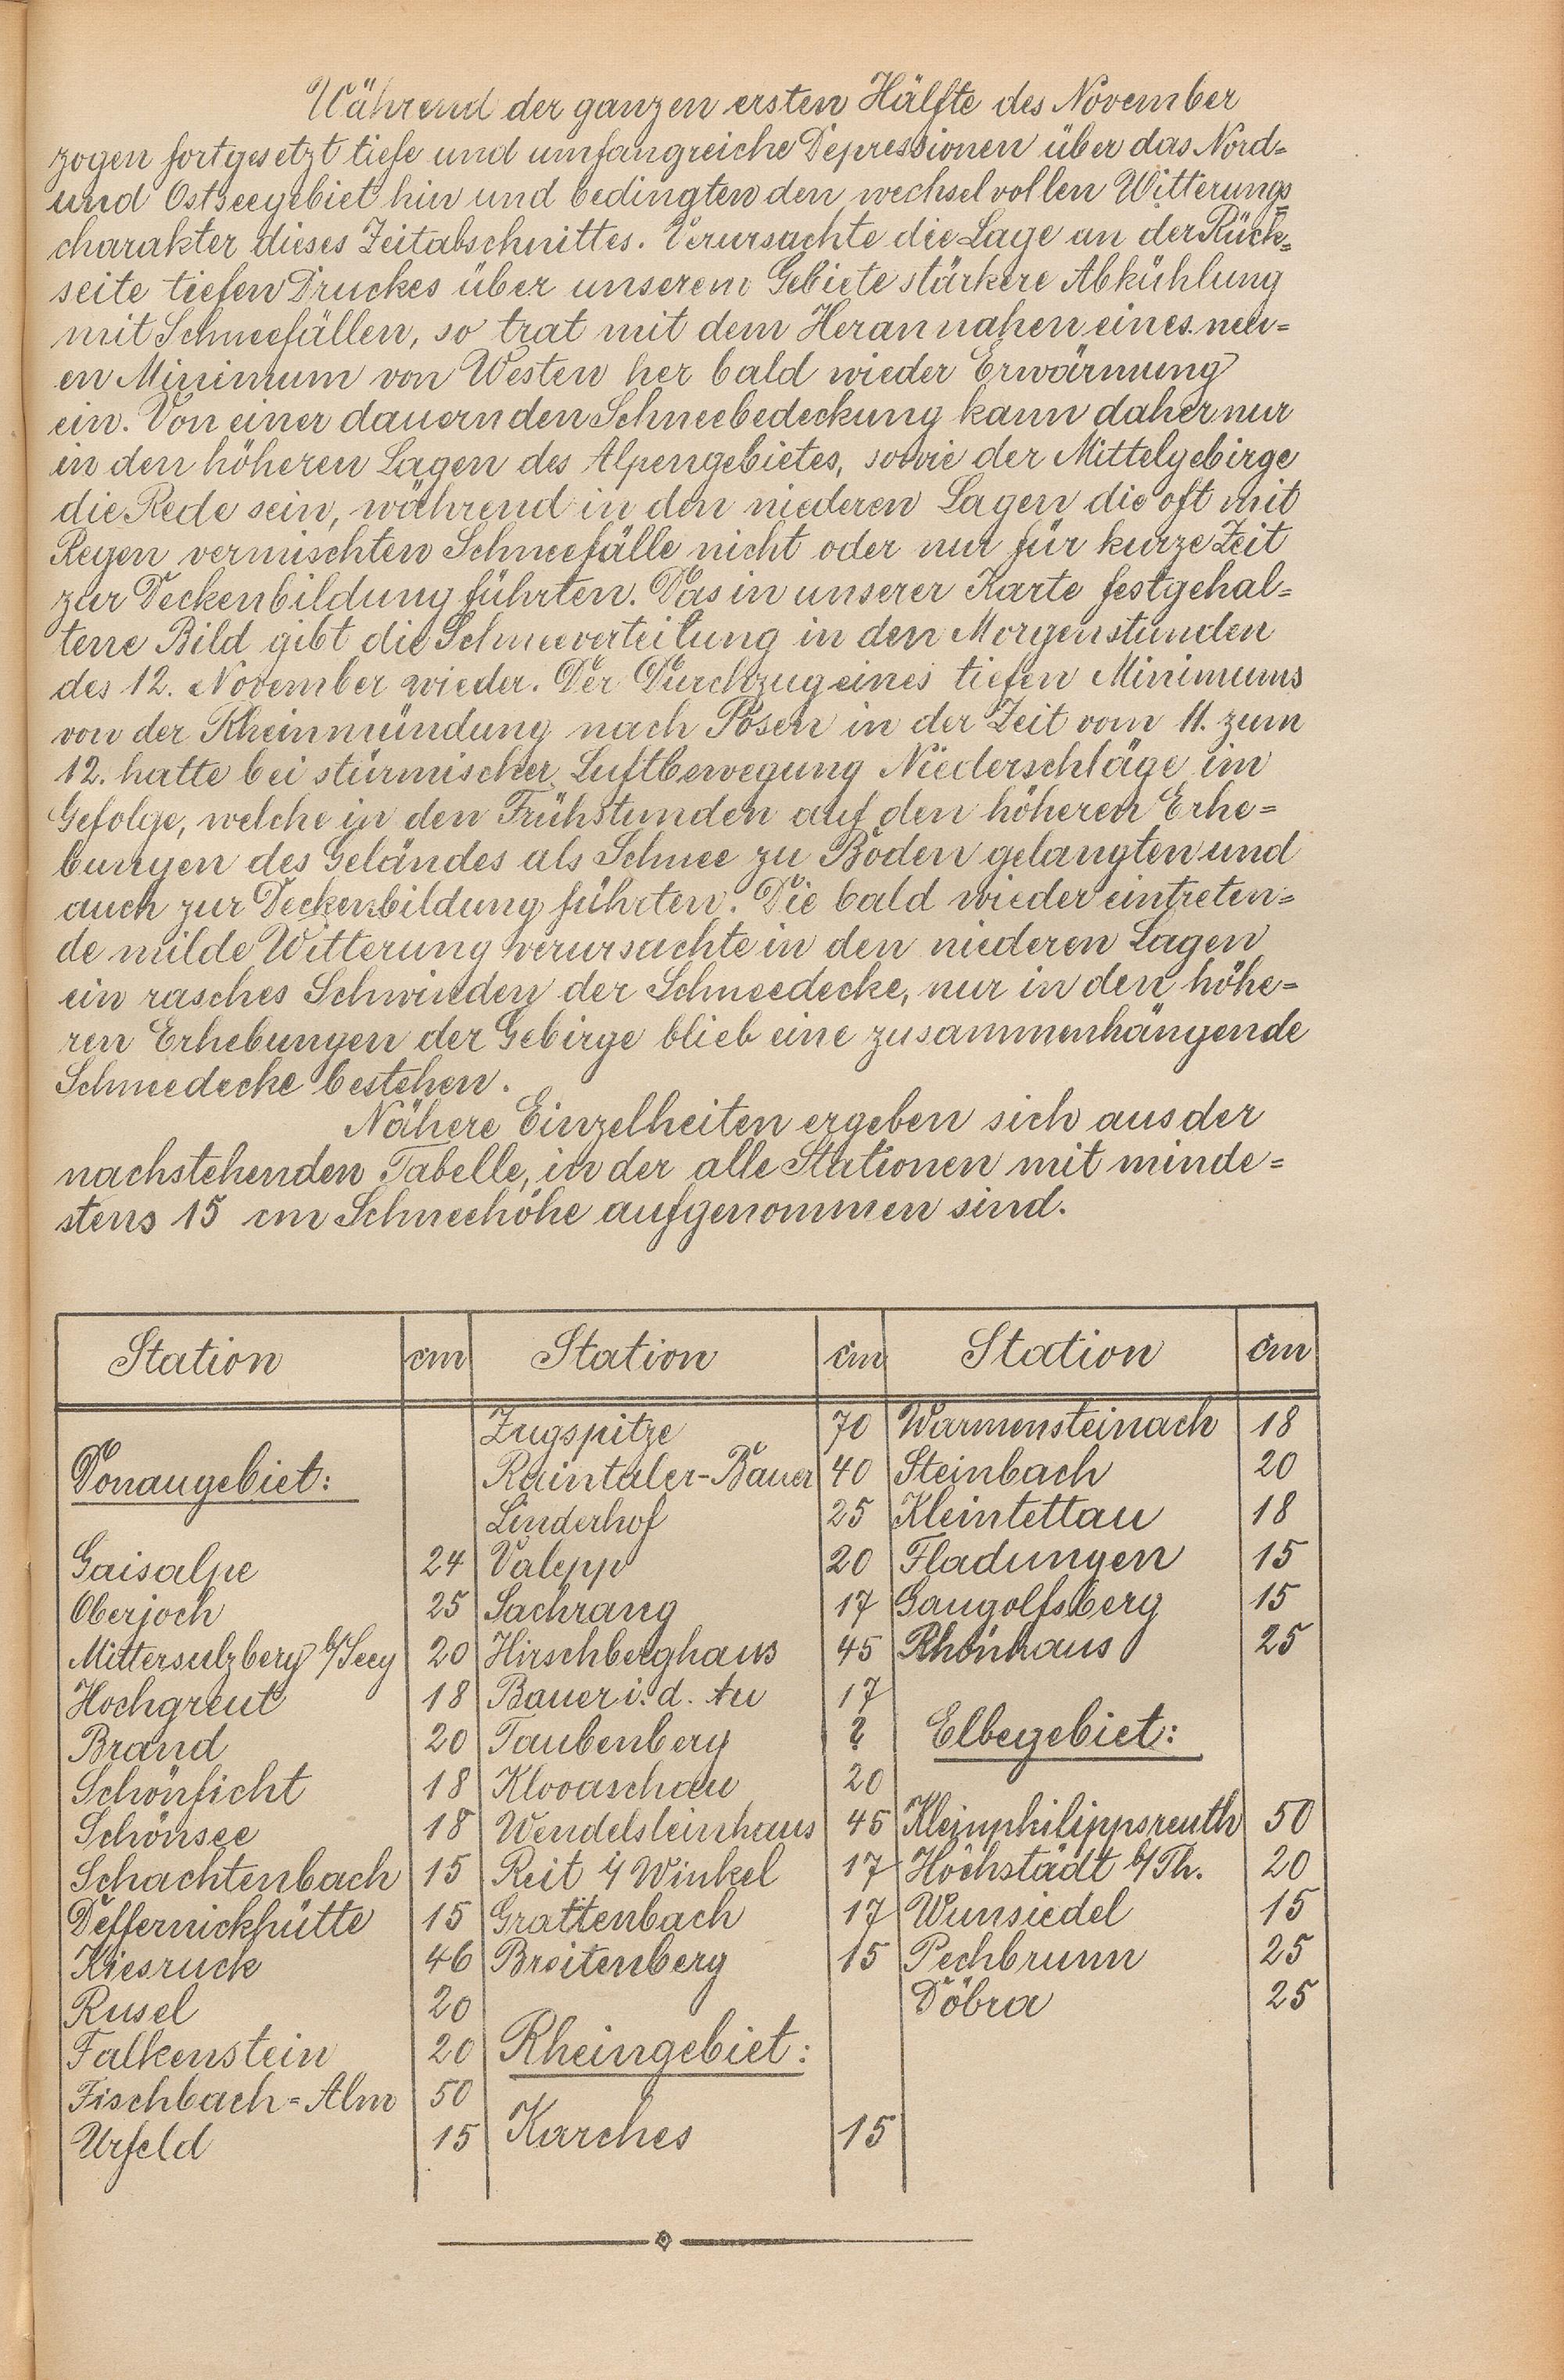 Während der ganzen ersten Hälfte des November
zogen fortgesetzt tiefe und umfangreiche Depressionen über das Nord=
und Ostseegebiet hin und bedingten den wechselvollen Witterungs=
charakter dieses Zeitabschnittes. Verursachte die Lage an der Rück=
seite tiefen Druckes über unserem Gebiete stärkere Abkühlung
mit Schneefällen, so trat mit dem Herannahen eines neu=
en Minimum von Westen her bald wieder Erwärmung
ein. Von einer dauernden Schneebedeckung kann daher nur
in den höheren Lagen des Alpengebietes, sowie der Mittelgebirge
die Rede sein, während in den niederen Lagen die oft mit
Regen vermischten Schneefälle nicht oder nur für kurze Zeit
zur Deckenbildung führten. Das in unserer Karte festgehal=
tene Bild gibt die Schneeverteilung in den Morgenstunden
des 12. November wieder. Der Durchzug eines tiefen Minimums
von der Rheinmündung nach Posen in der Zeit vom 11. zum
12. hatte bei stürmischer Luftbewegung Niederschläge im
Gefolge, welche in den Frühstunden auf den höheren Erhe=
bungen des Geländes als Schnee zu Boden gelangten und
auch zur Deckenbildung führten. Die bald wieder eintreten=
de milde Witterung verursachte in den niederen Lagen
ein rasches Schwinden der Schneedecke, nur in den höhe=
ren Erhebungen der Gebirge blieb eine zusammenhängende
Schneedecke bestehen.
Nähere Einzelheiten ergeben sich aus der
nachstehenden Tabelle, in der alle Stationen mit minde=
stens 15 cm Schneehöhe aufgenommen sind.
Station cm
Donaugebiet:
Gaisalpe 24
Oberjoch 25
Mittersulzberg b/Seeg 20
Hochgreut 18
Brand 20
Schönficht 18
Schönsee 18
Schachtenbach 15
Deffernickhütte 15
Kiesruck 46
Rusel 20
Falkenstein 20
Fischbach=Alm 50
Urfeld 15
Station cm
Zugspitze 70
Raintaler-Bauer 40
Linderhof 25
Valepp 20
Sachrang 17
Hirschberghaus 45
Bauer i. d. Au 17
Taubenberg ?
Klooaschau 20
Wendelsteinhaus 45
Reit i/ Winkel 17
Grattenbach 17
Breitenberg 15
Rheingebiet:
Karches 15
Station cm
Warmensteinach 18
Steinbach 20
Kleintettau 18
Fladungen 15
Gangolfsberg 15
Rhönhaus 25
Elbegebiet:
Kleinphilippsreuth 50
Höchstädt b/Th. 20
Wunsiedel 15
Pechbrunn 25
Döbra 25